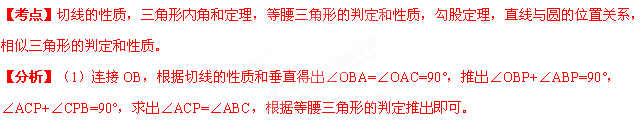 【考点】切线的性质，三角形内角和定理，等腰三角形的判定和性质，勾股定理，直线与圆的位置关系，
相似三角形的判定和性质。
【分析】（1）连接OB，根据切线的性质和垂直得出∠OBA=∠OAC=90°，推出∠OBP+∠ABP=90°，
∠ACP+∠CPB=90°，求出∠ACP=∠ABC，根据等腰三角形的判定推出即可。